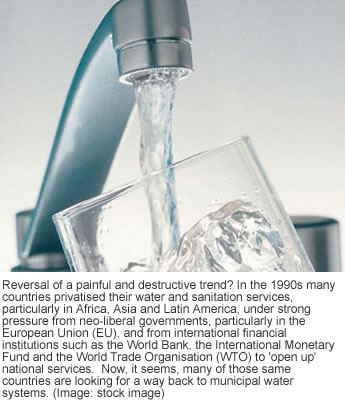 Reversal of a painful and destructive trend? In the 1990s many
countries privatised their water and sanitation services,
particularly in Africa, Asia and Latin America, under strong
pressure from neo-liberal governments, particularly in the
European Union (EU), and from international financial
institutions such as the World Bank, the International Monetary
Fund and the World Trade Organisation (WTO) to 'open up'
national services.  Now, it seems, many of those same
countries are looking for a way back to municipal water
systems. (Image: stock image)